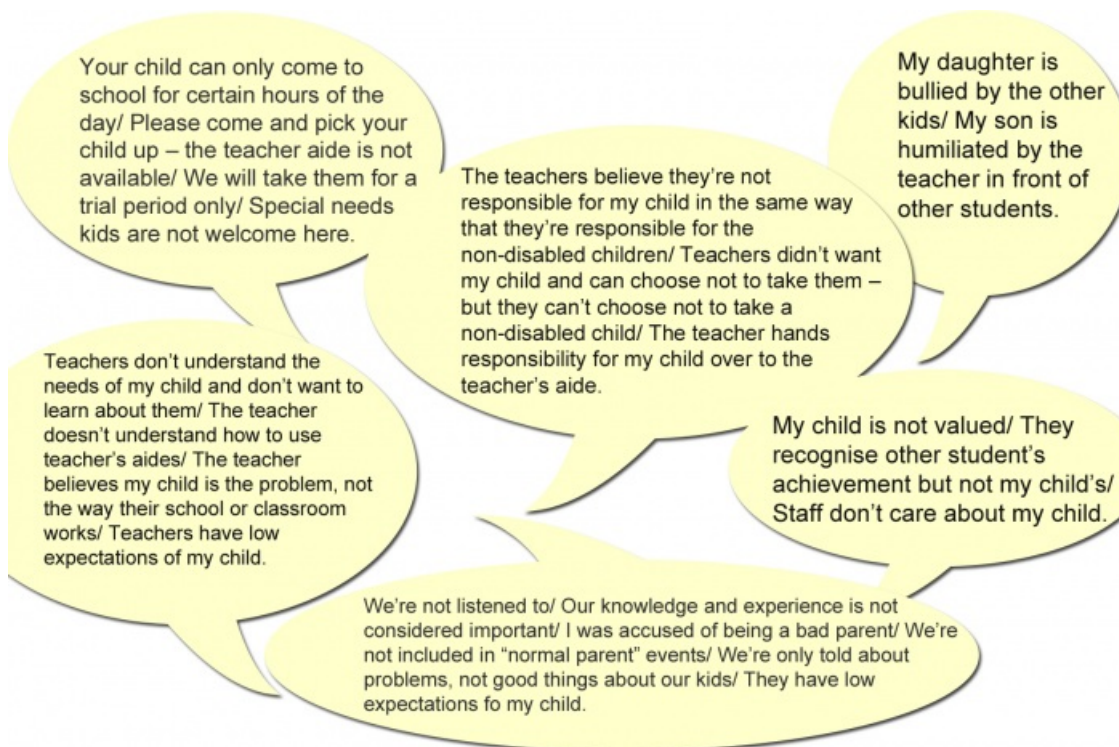 Your child can only come to
school for certain hours of the
day/ Please come and pick your
child up – the teacher aide is not
available/ We will take them for a
trial period only/ Special needs
kids are not welcome here.
The teachers believe they're not
responsible for my child in the same way
that they're responsible for the
non-disabled children/ Teachers didn't want
my child and can choose not to take them –
but they can't choose not to take a
non-disabled child/ The teacher hands
responsibility for my child over to the
teacher's aide.
My daughter is
bullied by the other
kids/ My son is
humiliated by the
teacher in front of
other students.
Teachers don't understand the
needs of my child and don't want to
learn about them/ The teacher
doesn't understand how to use
teacher's aides/ The teacher
believes my child is the problem, not
the way their school or classroom
works/ Teachers have low
expectations of my child.
My child is not valued/ They
recognise other student's
achievement but not my child's/
Staff don't care about my child.
We're not listened to/ Our knowledge and experience is not
considered important/ I was accused of being a bad parent/ We're
not included in “normal parent” events/ We're only told about
problems, not good things about our kids/ They have low
expectations fo my child.